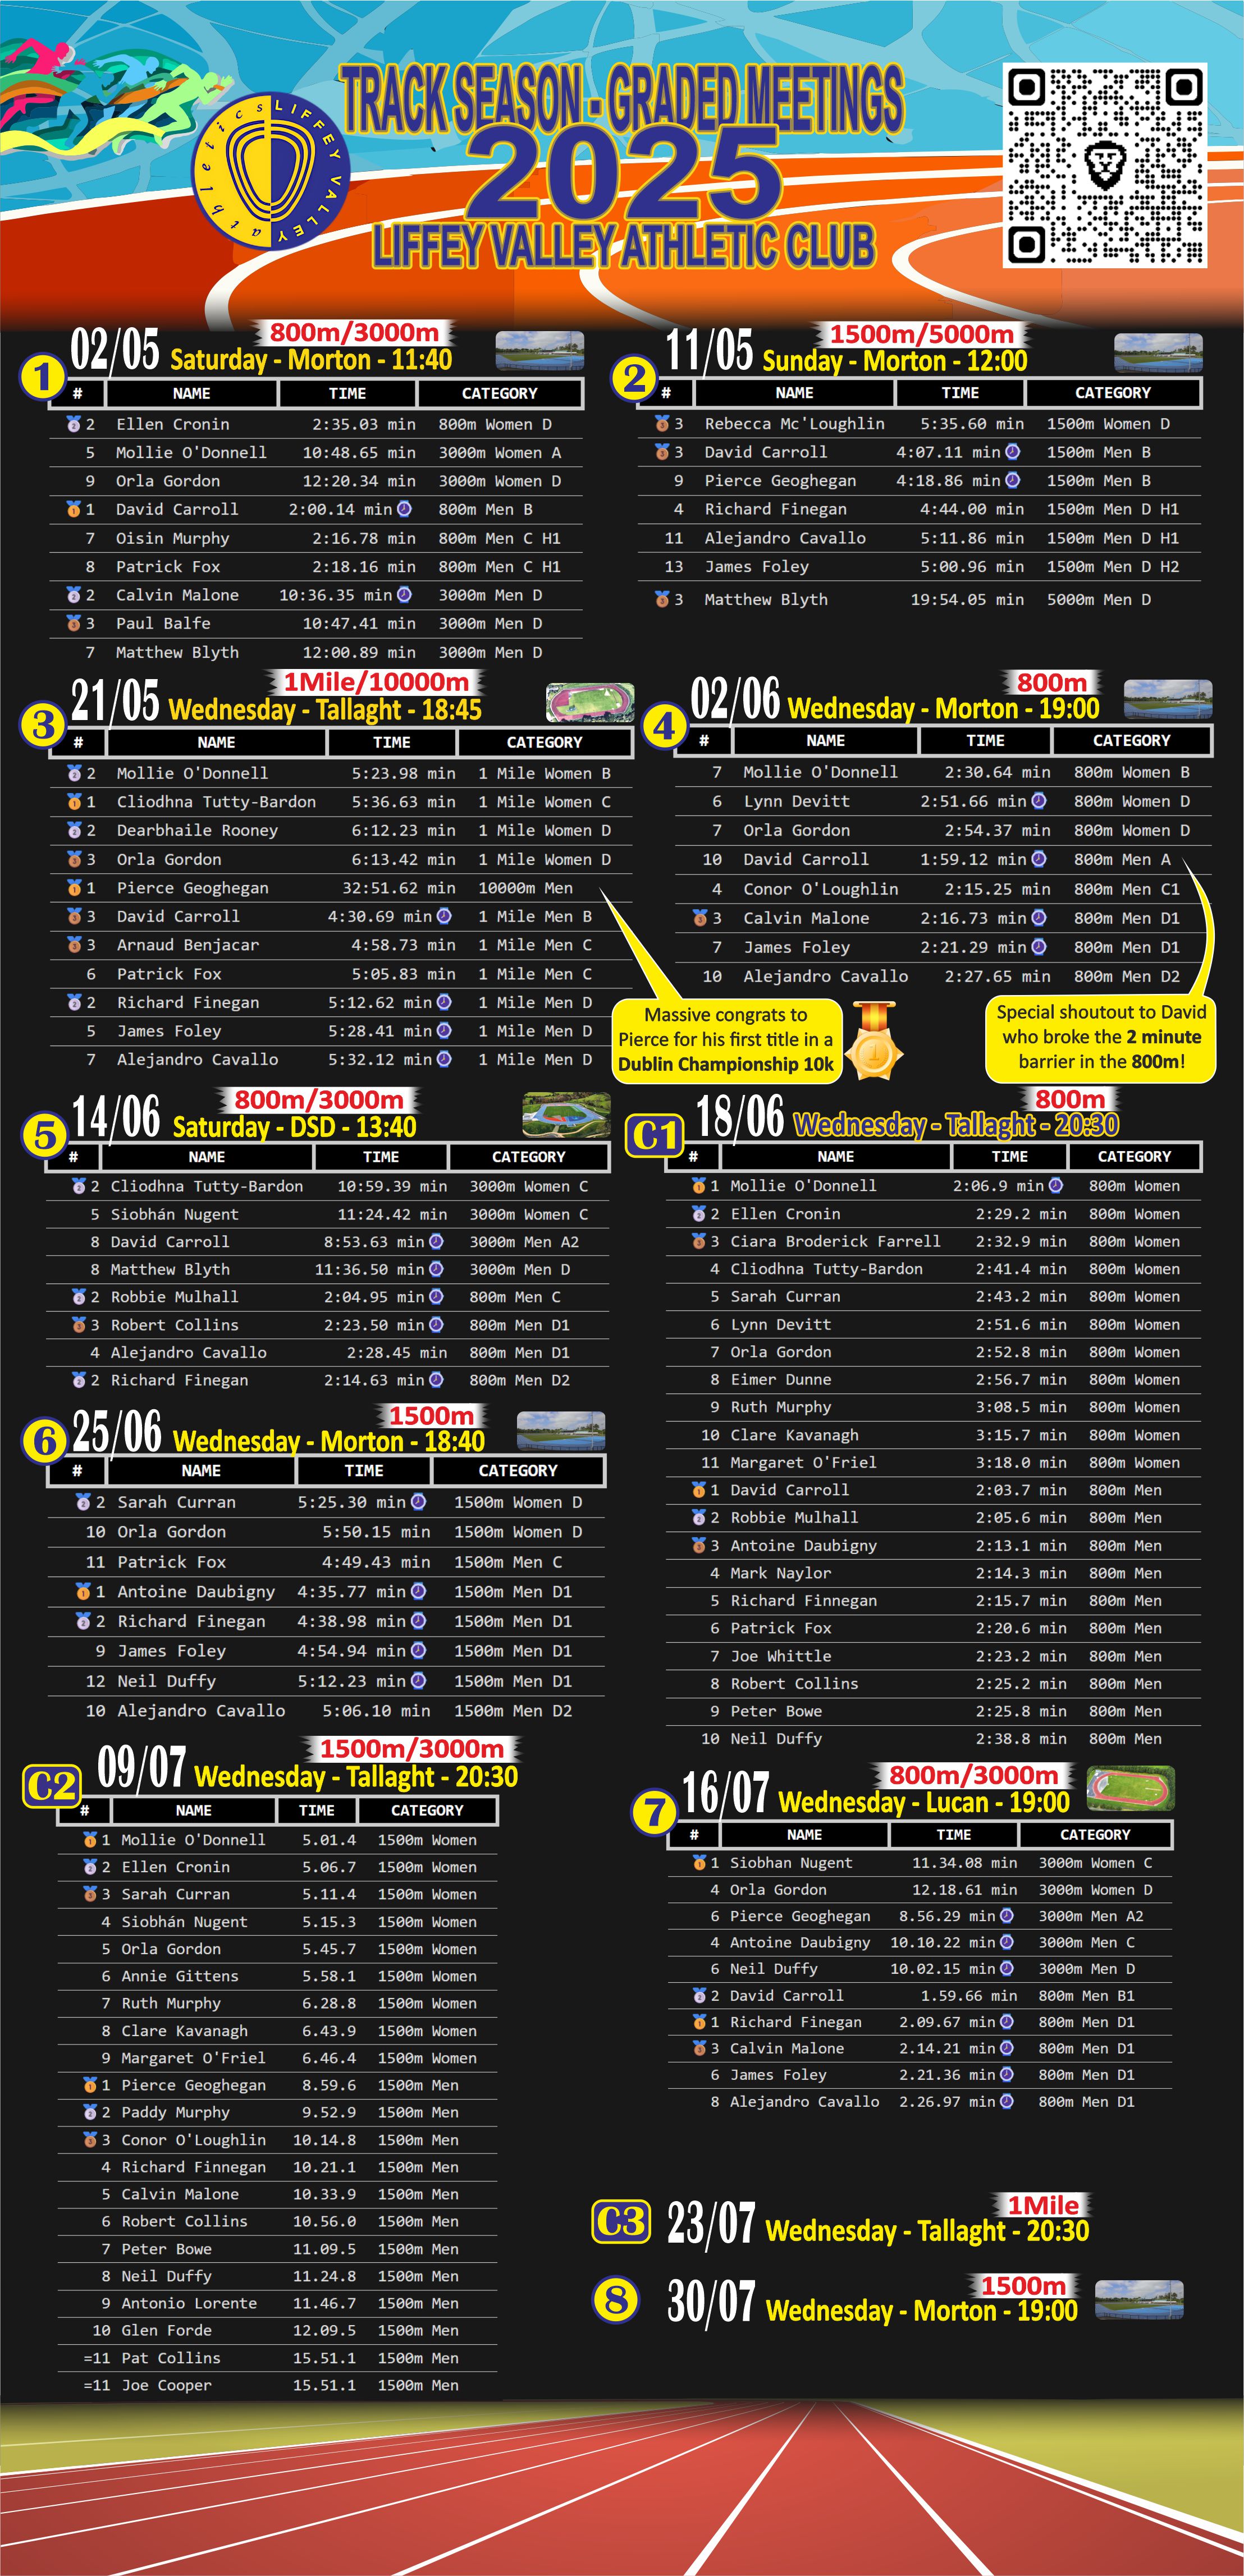 LIFFEY VALLEY
athletics
TRACK SEASON - GRADED MEETINGS
2025
LIFFEY VALLEY ATHLETIC CLUB
1
02/05
800m/3000m
Saturday - Morton - 11:40
# NAME TIME CATEGORY
2 Ellen Cronin 2:35.03 min 800m Women D
5 Mollie O'Donnell 10:48.65 min 3000m Women A
9 Orla Gordon 12:20.34 min 3000m Women D
1 David Carroll 2:00.14 min 800m Men B
7 Oisin Murphy 2:16.78 min 800m Men C H1
8 Patrick Fox 2:18.16 min 800m Men C H1
2 Calvin Malone 10:36.35 min 3000m Men D
3 Paul Balfe 10:47.41 min 3000m Men D
7 Matthew Blyth 12:00.89 min 3000m Men D
2
11/05
1500m/5000m
Sunday - Morton - 12:00
# NAME TIME CATEGORY
3 Rebecca Mc'Loughlin 5:35.60 min 1500m Women D
3 David Carroll 4:07.11 min 1500m Men B
9 Pierce Geoghegan 4:18.86 min 1500m Men B
4 Richard Finegan 4:44.00 min 1500m Men D H1
11 Alejandro Cavallo 5:11.86 min 1500m Men D H1
13 James Foley 5:00.96 min 1500m Men D H2
3 Matthew Blyth 19:54.05 min 5000m Men D
3
21/05
1Mile/10000m
Wednesday - Tallaght - 18:45
# NAME TIME CATEGORY
2 Mollie O'Donnell 5:23.98 min 1 Mile Women B
1 Cliodhna Tutty-Bardon 5:36.63 min 1 Mile Women C
2 Dearbhaile Rooney 6:12.23 min 1 Mile Women D
3 Orla Gordon 6:13.42 min 1 Mile Women D
1 Pierce Geoghegan 32:51.62 min 10000m Men
3 David Carroll 4:30.69 min 1 Mile Men B
3 Arnaud Benjacar 4:58.73 min 1 Mile Men C
6 Patrick Fox 5:05.83 min 1 Mile Men C
2 Richard Finegan 5:12.62 min 1 Mile Men D
5 James Foley 5:28.41 min 1 Mile Men D
7 Alejandro Cavallo 5:32.12 min 1 Mile Men D
Massive congrats to
Pierce for his first title in a
Dublin Championship 10k
1
4
02/06
800m
Wednesday - Morton - 19:00
# NAME TIME CATEGORY
7 Mollie O'Donnell 2:30.64 min 800m Women B
6 Lynn Devitt 2:51.66 min 800m Women D
7 Orla Gordon 2:54.37 min 800m Women D
10 David Carroll 1:59.12 min 800m Men A
4 Conor O'Loughlin 2:15.25 min 800m Men C1
3 Calvin Malone 2:16.73 min 800m Men D1
7 James Foley 2:21.29 min 800m Men D1
10 Alejandro Cavallo 2:27.65 min 800m Men D2
Special shoutout to David
who broke the 2 minute
barrier in the 800m!
5
14/06
800m/3000m
Saturday - DSD - 13:40
# NAME TIME CATEGORY
2 Cliodhna Tutty-Bardon 10:59.39 min 3000m Women C
5 Siobhán Nugent 11:24.42 min 3000m Women C
8 David Carroll 8:53.63 min 3000m Men A2
8 Matthew Blyth 11:36.50 min 3000m Men D
2 Robbie Mulhall 2:04.95 min 800m Men C
3 Robert Collins 2:23.50 min 800m Men D1
4 Alejandro Cavallo 2:28.45 min 800m Men D1
2 Richard Finegan 2:14.63 min 800m Men D2
C1
18/06
800m
Wednesday - Tallaght - 20:30
# NAME TIME CATEGORY
1 Mollie O'Donnell 2:06.9 min 800m Women
2 Ellen Cronin 2:29.2 min 800m Women
3 Ciara Broderick Farrell 2:32.9 min 800m Women
4 Cliodhna Tutty-Bardon 2:41.4 min 800m Women
5 Sarah Curran 2:43.2 min 800m Women
6 Lynn Devitt 2:51.6 min 800m Women
7 Orla Gordon 2:52.8 min 800m Women
8 Eimer Dunne 2:56.7 min 800m Women
9 Ruth Murphy 3:08.5 min 800m Women
10 Clare Kavanagh 3:15.7 min 800m Women
11 Margaret O'Friel 3:18.0 min 800m Women
1 David Carroll 2:03.7 min 800m Men
2 Robbie Mulhall 2:05.6 min 800m Men
3 Antoine Daubigny 2:13.1 min 800m Men
4 Mark Naylor 2:14.3 min 800m Men
5 Richard Finnegan 2:15.7 min 800m Men
6 Patrick Fox 2:20.6 min 800m Men
7 Joe Whittle 2:23.2 min 800m Men
8 Robert Collins 2:25.2 min 800m Men
9 Peter Bowe 2:25.8 min 800m Men
10 Neil Duffy 2:38.8 min 800m Men
6
25/06
1500m
Wednesday - Morton - 18:40
# NAME TIME CATEGORY
2 Sarah Curran 5:25.30 min 1500m Women D
10 Orla Gordon 5:50.15 min 1500m Women D
11 Patrick Fox 4:49.43 min 1500m Men C
1 Antoine Daubigny 4:35.77 min 1500m Men D1
2 Richard Finegan 4:38.98 min 1500m Men D1
9 James Foley 4:54.94 min 1500m Men D1
12 Neil Duffy 5:12.23 min 1500m Men D1
10 Alejandro Cavallo 5:06.10 min 1500m Men D2
C2
09/07
1500m/3000m
Wednesday - Tallaght - 20:30
# NAME TIME CATEGORY
1 Mollie O'Donnell 5.01.4 1500m Women
2 Ellen Cronin 5.06.7 1500m Women
3 Sarah Curran 5.11.4 1500m Women
4 Siobhán Nugent 5.15.3 1500m Women
5 Orla Gordon 5.45.7 1500m Women
6 Annie Gittens 5.58.1 1500m Women
7 Ruth Murphy 6.28.8 1500m Women
8 Clare Kavanagh 6.43.9 1500m Women
9 Margaret O'Friel 6.46.4 1500m Women
1 Pierce Geoghegan 8.59.6 1500m Men
2 Paddy Murphy 9.52.9 1500m Men
3 Conor O'Loughlin 10.14.8 1500m Men
4 Richard Finnegan 10.21.1 1500m Men
5 Calvin Malone 10.33.9 1500m Men
6 Robert Collins 10.56.0 1500m Men
7 Peter Bowe 11.09.5 1500m Men
8 Neil Duffy 11.24.8 1500m Men
9 Antonio Lorente 11.46.7 1500m Men
10 Glen Forde 12.09.5 1500m Men
=11 Pat Collins 15.51.1 1500m Men
=11 Joe Cooper 15.51.1 1500m Men
7
16/07
800m/3000m
Wednesday - Lucan - 19:00
# NAME TIME CATEGORY
1 Siobhan Nugent 11.34.08 min 3000m Women C
4 Orla Gordon 12.18.61 min 3000m Women D
6 Pierce Geoghegan 8.56.29 min 3000m Men A2
4 Antoine Daubigny 10.10.22 min 3000m Men C
6 Neil Duffy 10.02.15 min 3000m Men D
2 David Carroll 1.59.66 min 800m Men B1
1 Richard Finegan 2.09.67 min 800m Men D1
3 Calvin Malone 2.14.21 min 800m Men D1
6 James Foley 2.21.36 min 800m Men D1
8 Alejandro Cavallo 2.26.97 min 800m Men D1
C3
23/07
1Mile
Wednesday - Tallaght - 20:30
8
30/07
1500m
Wednesday - Morton - 19:00